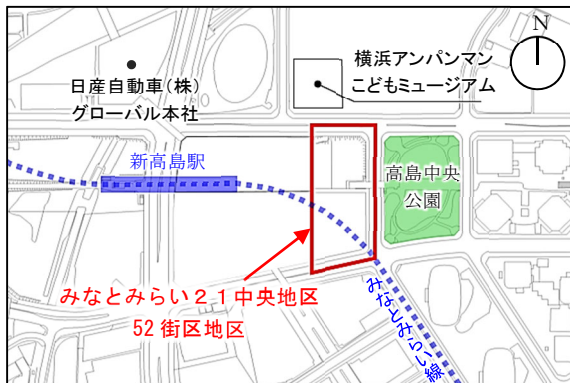 N
日産自動車(株)
グローバル本社
横浜アンパンマン
こどもミュージアム
新高島駅
高島中央
公園
みなとみらい21中央地区
52街区地区
みなとみらい線